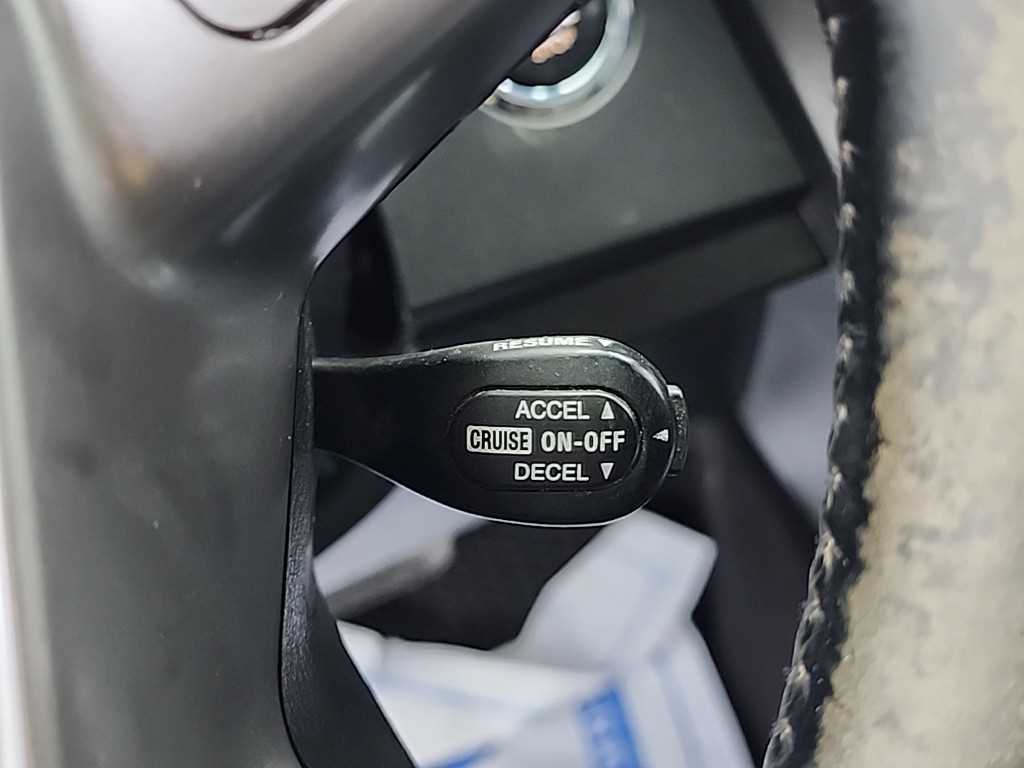 RESUME ▼
ACCEL ▲
CRUISE ON-OFF ◀
DECEL ▼